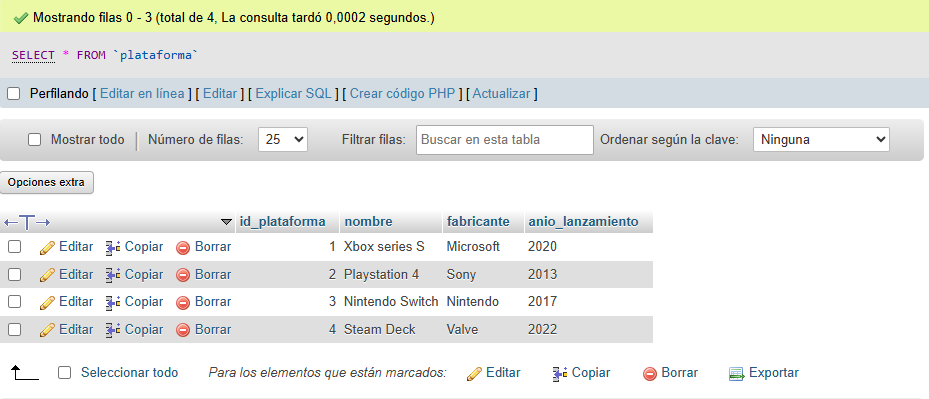 Mostrando filas 0 - 3 (total de 4, La consulta tardó 0,0002 segundos.)
SELECT * FROM `plataforma`
Perfilando [ Editar en línea ] [ Editar ] [ Explicar SQL ] [ Crear código PHP ] [ Actualizar ]
Mostrar todo Número de filas: 25 Filtrar filas: Buscar en esta tabla Ordenar según la clave: Ninguna
Opciones extra
←T→ id_plataforma nombre fabricante anio_lanzamiento
Editar Copiar Borrar 1 Xbox series S Microsoft 2020
Editar Copiar Borrar 2 Playstation 4 Sony 2013
Editar Copiar Borrar 3 Nintendo Switch Nintendo 2017
Editar Copiar Borrar 4 Steam Deck Valve 2022
Seleccionar todo Para los elementos que están marcados: Editar Copiar Borrar Exportar